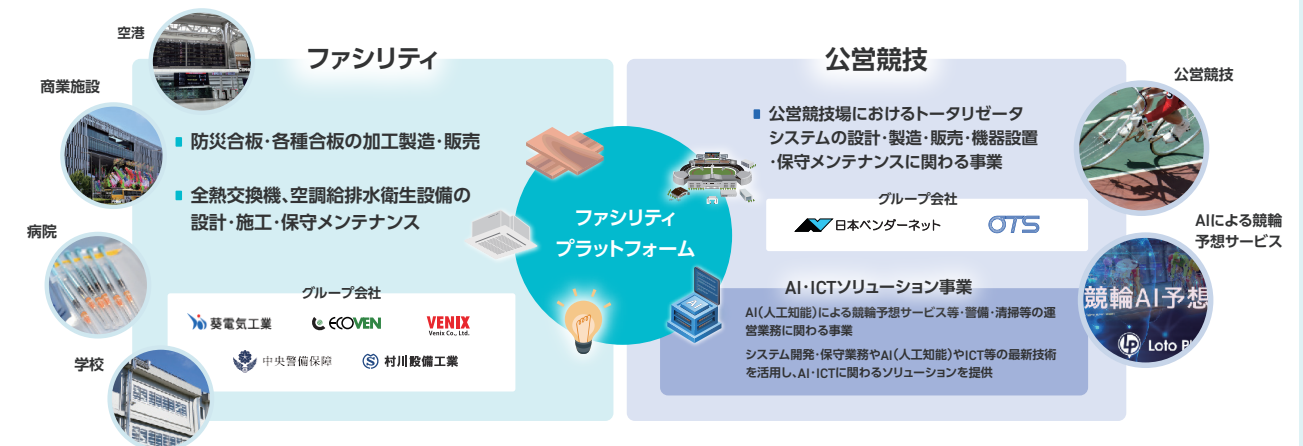 空港
商業施設
病院
学校
ファシリティ
防災合板・各種合板の加工製造・販売
全熱交換機、空調給排水衛生設備の
設計・施工・保守メンテナンス
グループ会社
葵電気工業
ECOVEN
VENIX
Venix Co., Ltd.
中央警備保障
村川設備工業
ファシリティ
プラットフォーム
AI
公営競技
公営競技場におけるトータリゼータ
システムの設計・製造・販売・機器設置
・保守メンテナンスに関わる事業
グループ会社
日本ベンダーネット
OTS
AI・ICTソリューション事業
AI(人工知能)による競輪予想サービス等・警備・清掃等の運
営業務に関わる事業
システム開発・保守業務やAI(人工知能)やICT等の最新技術
を活用し、AI・ICTに関わるソリューションを提供
公営競技
AIによる競輪
予想サービス
競輪AI予想
Loto